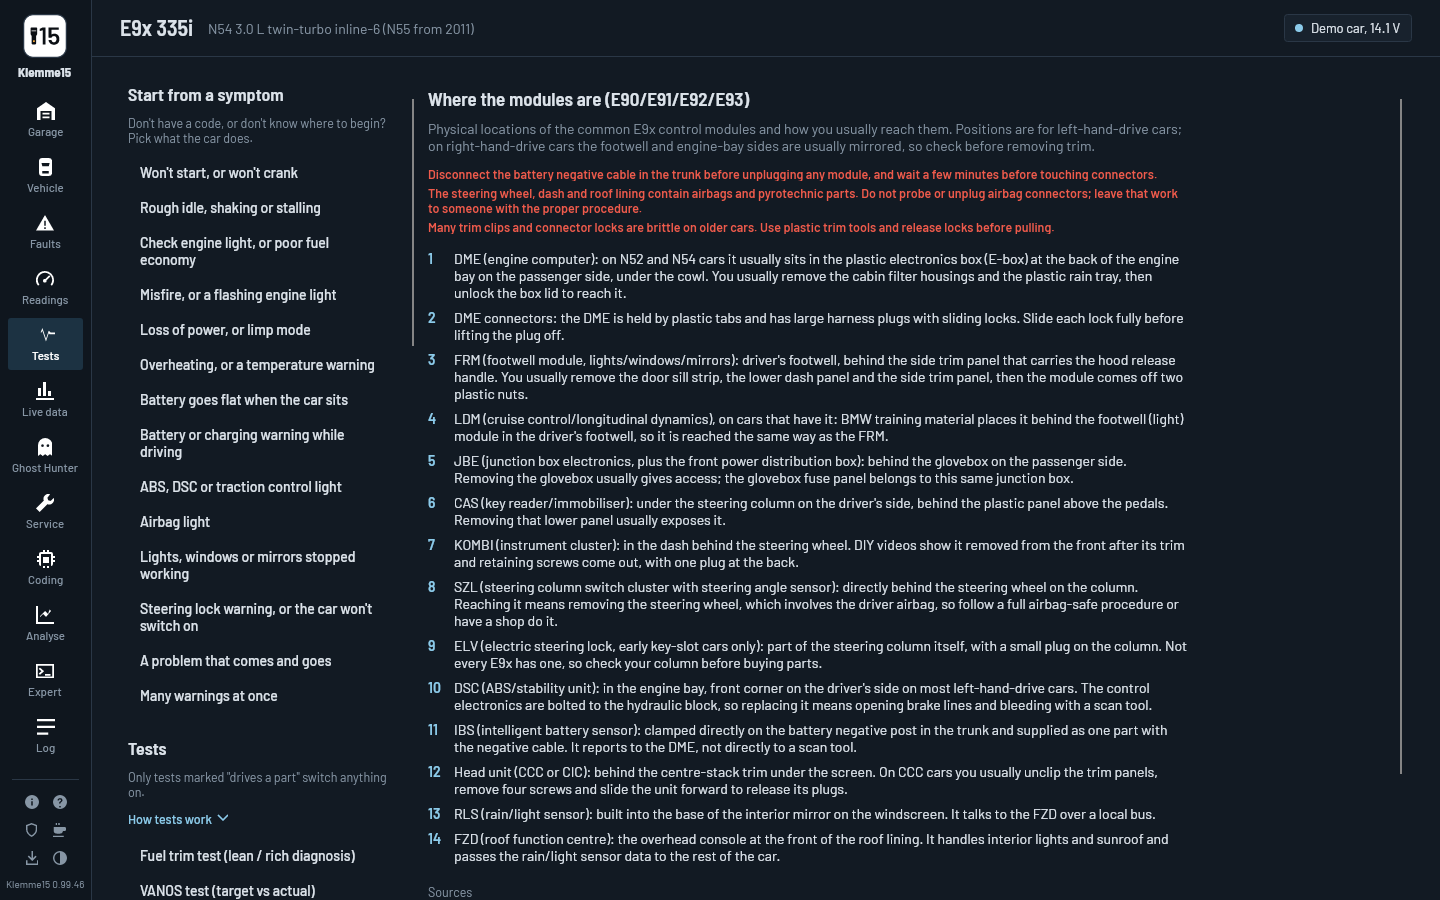 E9x 335i
N54 3.0 L twin-turbo inline-6 (N55 from 2011)
Demo car, 14.1 V
15
Klemme15
Garage
Vehicle
Faults
Readings
Tests
Live data
Ghost Hunter
Service
Coding
Analyse
Expert
Log
Klemme15 0.99.46
Start from a symptom
Don't have a code, or don't know where to begin?
Pick what the car does.
Won't start, or won't crank
Rough idle, shaking or stalling
Check engine light, or poor fuel
economy
Misfire, or a flashing engine light
Loss of power, or limp mode
Overheating, or a temperature warning
Battery goes flat when the car sits
Battery or charging warning while
driving
ABS, DSC or traction control light
Airbag light
Lights, windows or mirrors stopped
working
Steering lock warning, or the car won't
switch on
A problem that comes and goes
Many warnings at once
Tests
Only tests marked "drives a part" switch anything
on.
How tests work
Fuel trim test (lean / rich diagnosis)
VANOS test (target vs actual)
Where the modules are (E90/E91/E92/E93)
Physical locations of the common E9x control modules and how you usually reach them. Positions are for left-hand-drive cars;
on right-hand-drive cars the footwell and engine-bay sides are usually mirrored, so check before removing trim.
Disconnect the battery negative cable in the trunk before unplugging any module, and wait a few minutes before touching connectors.
The steering wheel, dash and roof lining contain airbags and pyrotechnic parts. Do not probe or unplug airbag connectors; leave that work
to someone with the proper procedure.
Many trim clips and connector locks are brittle on older cars. Use plastic trim tools and release locks before pulling.
1 DME (engine computer): on N52 and N54 cars it usually sits in the plastic electronics box (E-box) at the back of the engine
bay on the passenger side, under the cowl. You usually remove the cabin filter housings and the plastic rain tray, then
unlock the box lid to reach it.
2 DME connectors: the DME is held by plastic tabs and has large harness plugs with sliding locks. Slide each lock fully before
lifting the plug off.
3 FRM (footwell module, lights/windows/mirrors): driver's footwell, behind the side trim panel that carries the hood release
handle. You usually remove the door sill strip, the lower dash panel and the side trim panel, then the module comes off two
plastic nuts.
4 LDM (cruise control/longitudinal dynamics), on cars that have it: BMW training material places it behind the footwell (light)
module in the driver's footwell, so it is reached the same way as the FRM.
5 JBE (junction box electronics, plus the front power distribution box): behind the glovebox on the passenger side.
Removing the glovebox usually gives access; the glovebox fuse panel belongs to this same junction box.
6 CAS (key reader/immobiliser): under the steering column on the driver's side, behind the plastic panel above the pedals.
Removing that lower panel usually exposes it.
7 KOMBI (instrument cluster): in the dash behind the steering wheel. DIY videos show it removed from the front after its trim
and retaining screws come out, with one plug at the back.
8 SZL (steering column switch cluster with steering angle sensor): directly behind the steering wheel on the column.
Reaching it means removing the steering wheel, which involves the driver airbag, so follow a full airbag-safe procedure or
have a shop do it.
9 ELV (electric steering lock, early key-slot cars only): part of the steering column itself, with a small plug on the column. Not
every E9x has one, so check your column before buying parts.
10 DSC (ABS/stability unit): in the engine bay, front corner on the driver's side on most left-hand-drive cars. The control
electronics are bolted to the hydraulic block, so replacing it means opening brake lines and bleeding with a scan tool.
11 IBS (intelligent battery sensor): clamped directly on the battery negative post in the trunk and supplied as one part with
the negative cable. It reports to the DME, not directly to a scan tool.
12 Head unit (CCC or CIC): behind the centre-stack trim under the screen. On CCC cars you usually unclip the trim panels,
remove four screws and slide the unit forward to release its plugs.
13 RLS (rain/light sensor): built into the base of the interior mirror on the windscreen. It talks to the FZD over a local bus.
14 FZD (roof function centre): the overhead console at the front of the roof lining. It handles interior lights and sunroof and
passes the rain/light sensor data to the rest of the car.
Sources